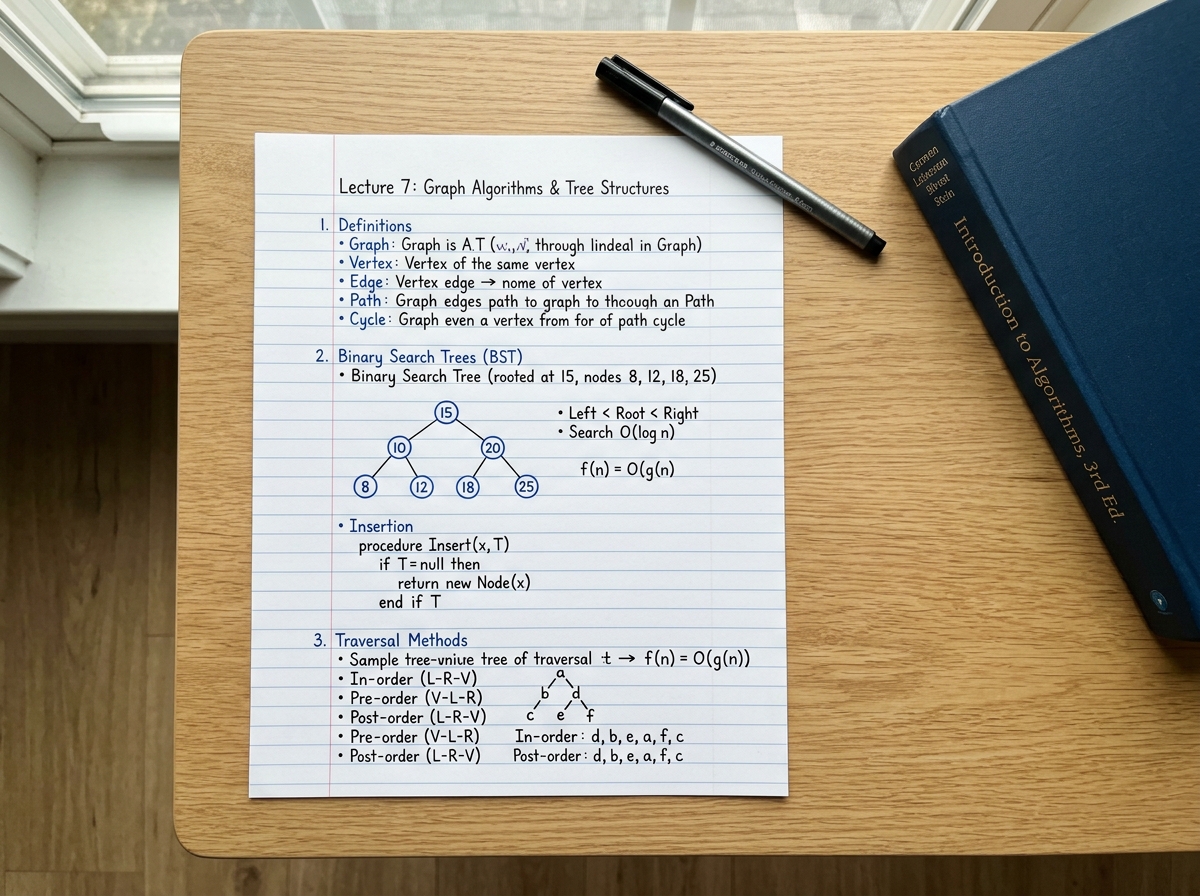 Lecture 7: Graph Algorithms & Tree Structures
1. Definitions
• Graph: Graph is A.T ( through lindeal in Graph)
• Vertex: Vertex of the same vertex
• Edge: Vertex edge → nome of vertex
• Path: Graph edges path to graph to thcough an Path
• Cycle: Graph even a vertex from for of path cycle
2. Binary Search Trees (BST)
• Binary Search Tree (rooted at 15, nodes 8, 12, 18, 25)
15
10 20
8 12 18 25
• Left < Root < Right
• Search O(log n)
f(n) = O(g(n)
• Insertion
procedure Insert(x, T)
if T = null then
return new Node(x)
end if T
3. Traversal Methods
• Sample tree-vniue tree of traversal t → f(n) = O(g(n))
• In-order (L-R-V)
• Pre-order (V-L-R)
• Post-order (L-R-V)
• Pre-order (V-L-R)
• Post-order (L-R-V)
a
b d
c e f
In-order: d, b, e, a, f, c
Post-order: d, b, e, a, f, c
Stein
Introduction to Algorithms, 3rd Ed.